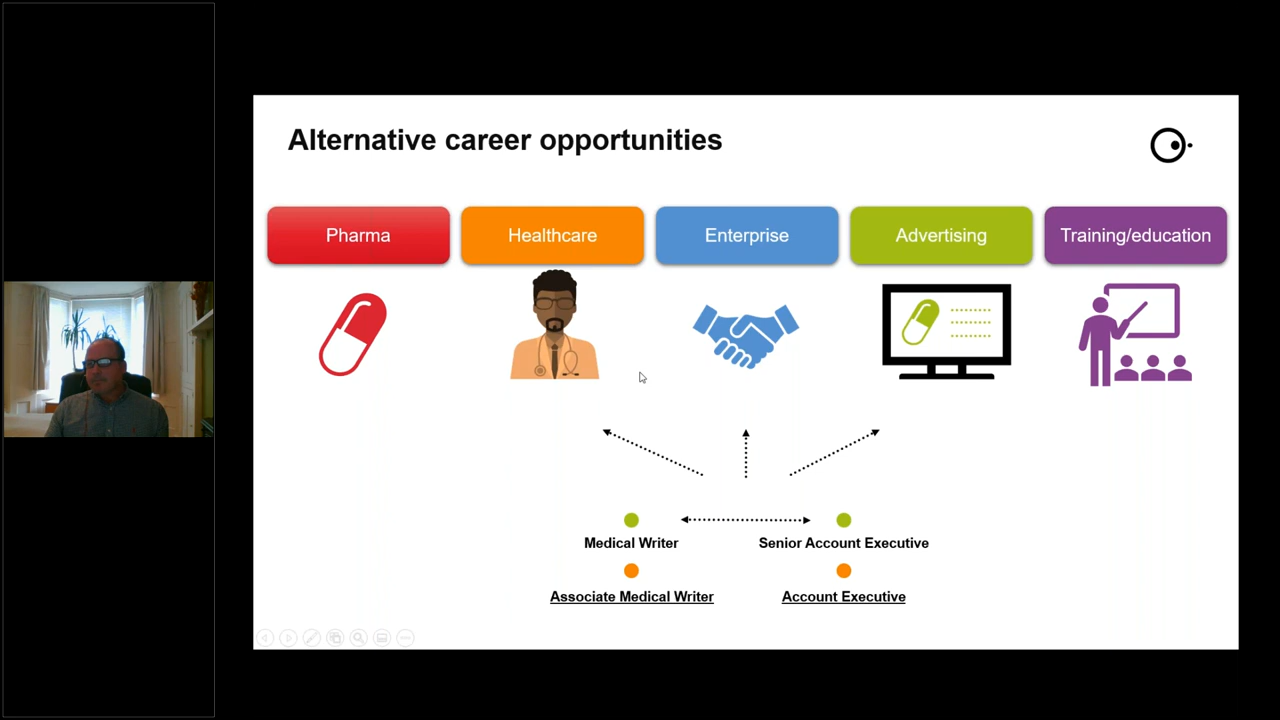 Alternative career opportunities
Pharma
Healthcare
Enterprise
Advertising
Training/education
Medical Writer
Senior Account Executive
Associate Medical Writer
Account Executive